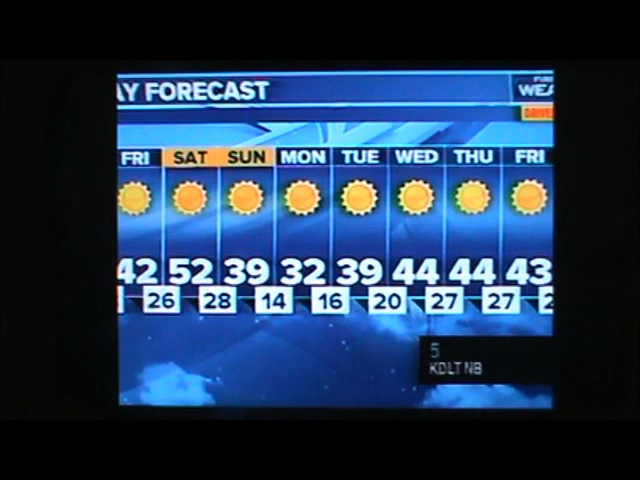 AY FORECAST
FRI SAT SUN MON TUE WED THU FRI
42 52 39 32 39 44 44 43
26 28 14 16 20 27 27
5
KDLT NB